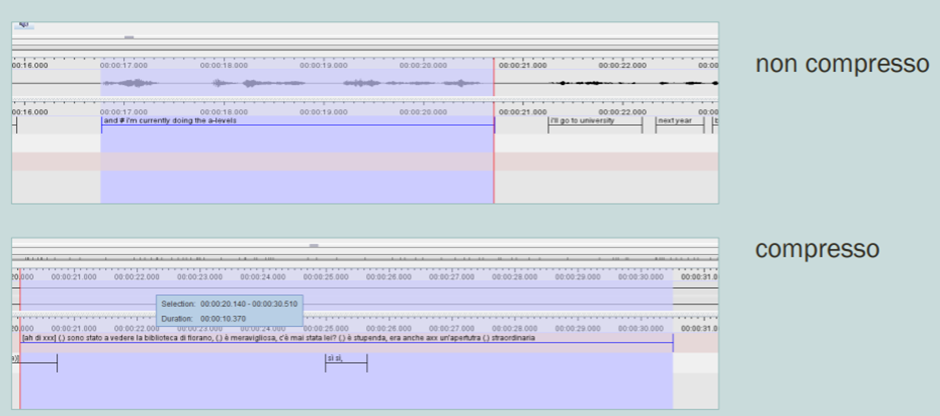 non compresso
00:16.000 00:00:17.000 00:00:18.000 00:00:19.000 00:00:20.000 00:00:21.000 00:00:22.000 00:00
00:16.000 00:00:17.000 00:00:18.000 00:00:19.000 00:00:20.000 00:00:21.000 00:00:22.000 00:00
and # i'm currently doing the a-levels i'll go to university next year
compresso
20.000 00:00:21.000 00:00:22.000 00:00:23.000 00:00:24.000 00:00:25.000 00:00:26.000 00:00:27.000 00:00:28.000 00:00:29.000 00:00:30.000 00:00:31.0
Selection: 00:00:20.140 - 00:00:30.510
Duration: 00:00:10.370
20.000 00:00:21.000 00:00:22.000 00:00:23.000 00:00:24.000 00:00:25.000 00:00:26.000 00:00:27.000 00:00:28.000 00:00:29.000 00:00:30.000 00:00:31.0
[ah di xxx] (.) sono stato a vedere la biblioteca di fiorano, (.) è meravigliosa, c'è mai stata lei? (.) è stupenda, era anche axx un'apertutra (.) straordinaria
sì sì,